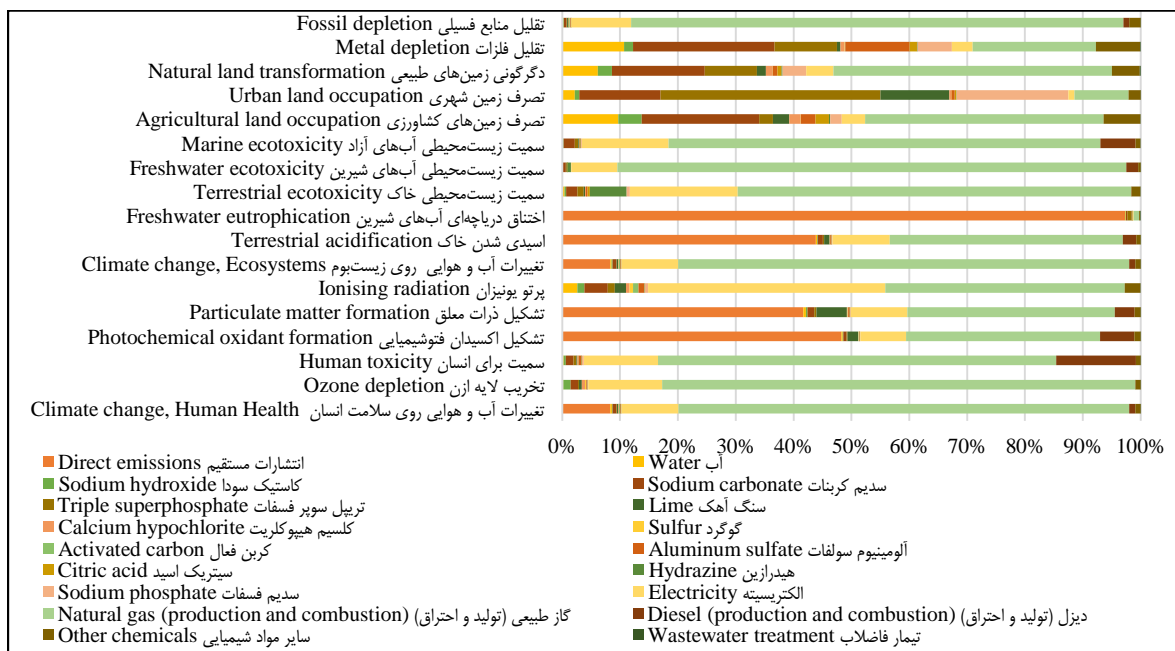 Fossil depletion تقلیل منابع فسیلی
Metal depletion تقلیل فلزات
Natural land transformation دگرگونی زمین‌های طبیعی
Urban land occupation تصرف زمین شهری
Agricultural land occupation تصرف زمین‌های کشاورزی
Marine ecotoxicity سمیت زیست‌محیطی آب‌های آزاد
Freshwater ecotoxicity سمیت زیست‌محیطی آب‌های شیرین
Terrestrial ecotoxicity سمیت زیست‌محیطی خاک
Freshwater eutrophication اختناق دریاچه‌ای آب‌های شیرین
Terrestrial acidification اسیدی شدن خاک
Climate change, Ecosystems تغییرات آب و هوایی روی زیست‌بوم
Ionising radiation پرتو یونیزان
Particulate matter formation تشکیل ذرات معلق
Photochemical oxidant formation تشکیل اکسیدان فتوشیمیایی
Human toxicity سمیت برای انسان
Ozone depletion تخریب لایه ازن
Climate change, Human Health تغییرات آب و هوایی روی سلامت انسان
0% 10% 20% 30% 40% 50% 60% 70% 80% 90% 100%
Direct emissions انتشارات مستقیم Water آب
Sodium hydroxide کاستیک سودا Sodium carbonate سدیم کربنات
Triple superphosphate تریپل سوپر فسفات Lime سنگ آهک
Calcium hypochlorite کلسیم هیپوکلریت Sulfur گوگرد
Activated carbon کربن فعال Aluminum sulfate آلومینیوم سولفات
Citric acid سیتریک اسید Hydrazine هیدرازین
Sodium phosphate سدیم فسفات Electricity الکتریسیته
Natural gas (production and combustion) گاز طبیعی (تولید و احتراق) Diesel (production and combustion) دیزل (تولید و احتراق)
Other chemicals سایر مواد شیمیایی Wastewater treatment تیمار فاضلاب